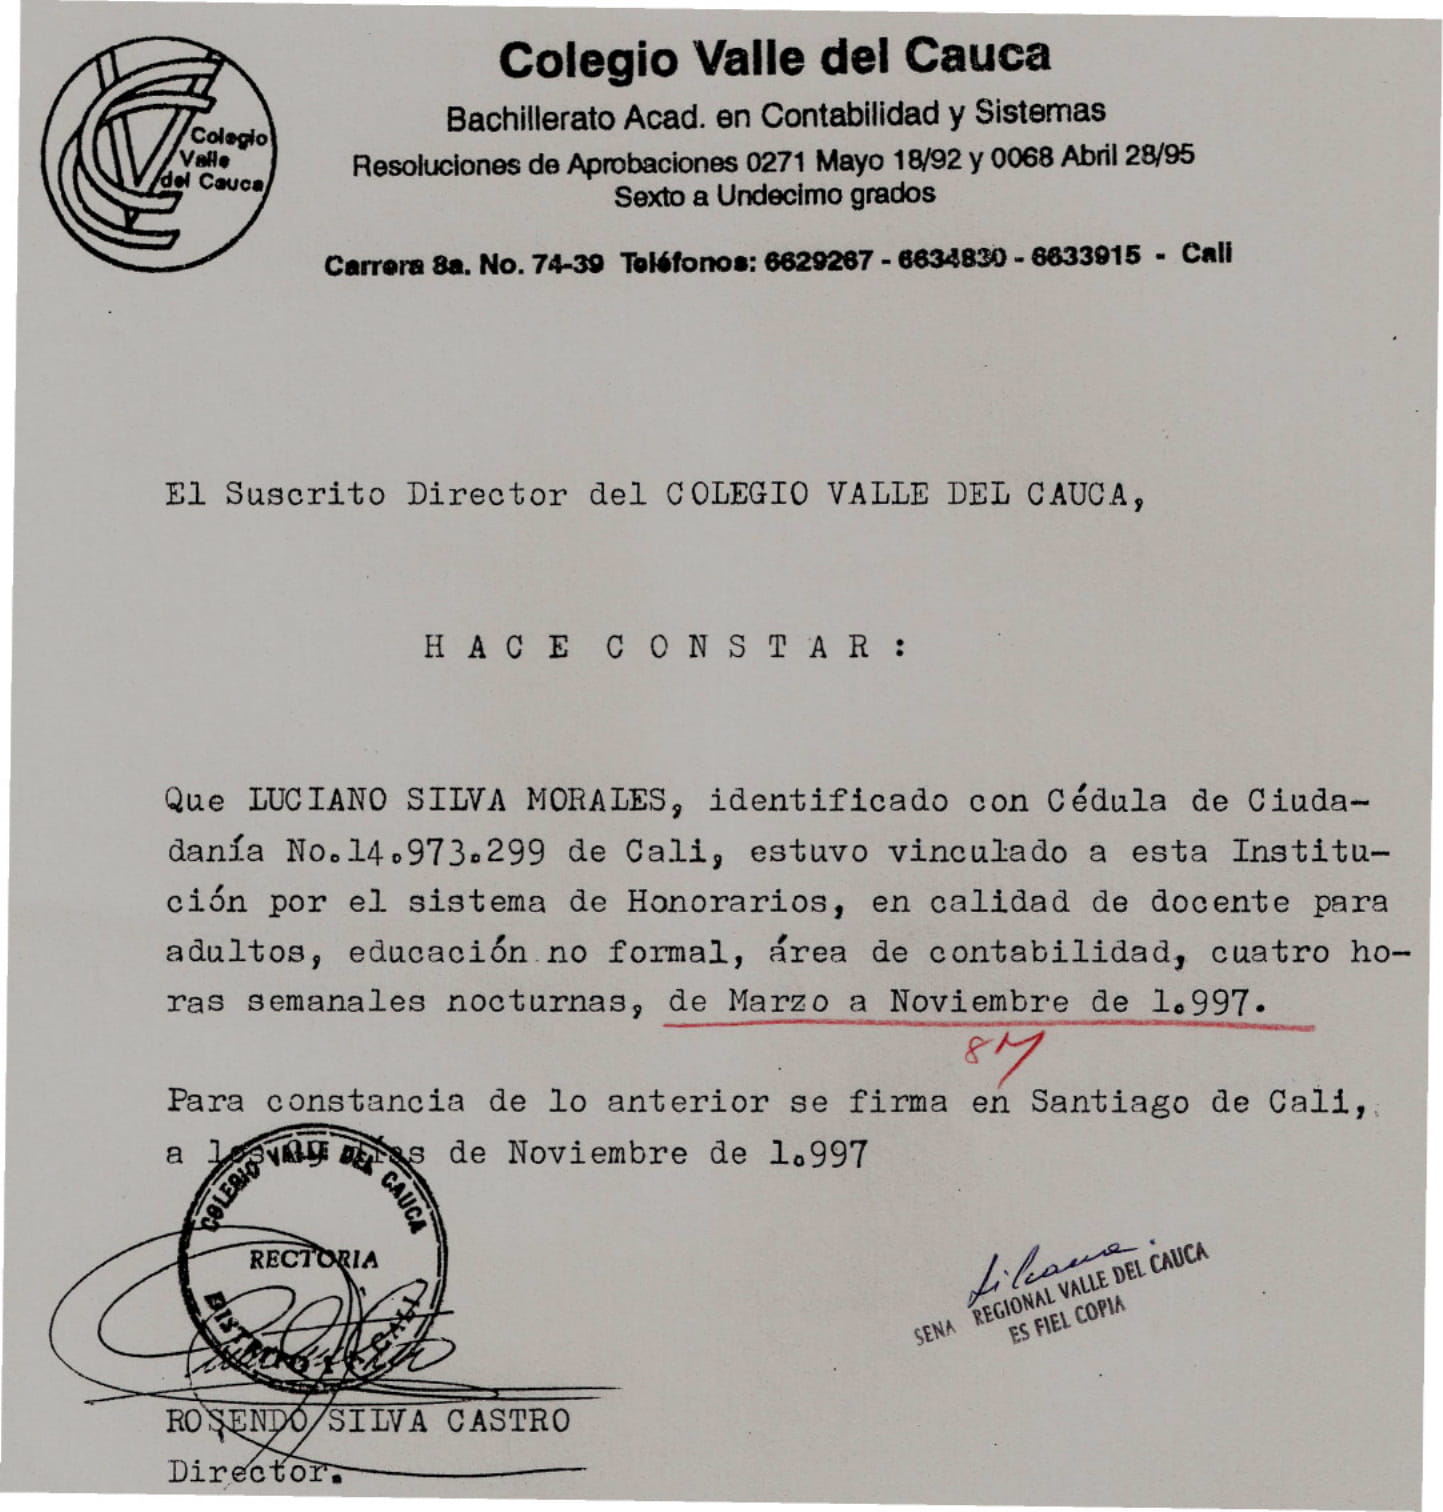 Colegio Valle del Cauca
Colegio
Valle
del Cauca
Bachillerato Acad. en Contabilidad y Sistemas
Resoluciones de Aprobaciones 0271 Mayo 18/92 y 0068 Abril 28/95
Sexto a Undecimo grados
Carrera 8a. No. 74-39 Teléfonos: 6629267 - 6634830 - 6633915 - Cali
El Suscrito Director del COLEGIO VALLE DEL CAUCA,
H A C E C O N S T A R :
Que LUCIANO SILVA MORALES, identificado con Cédula de Ciuda-
danía No.14.973.299 de Cali, estuvo vinculado a esta Institu-
ción por el sistema de Honorarios, en calidad de docente para
adultos, educación no formal, área de contabilidad, cuatro ho-
ras semanales nocturnas, de Marzo a Noviembre de 1.997.
8M
Para constancia de lo anterior se firma en Santiago de Cali,
a los días de Noviembre de 1.997
COLEGIO VALLE DEL CAUCA
RECTORIA
CALI
SENA REGIONAL VALLE DEL CAUCA
ES FIEL COPIA
ROSENDO SILVA CASTRO
Director.